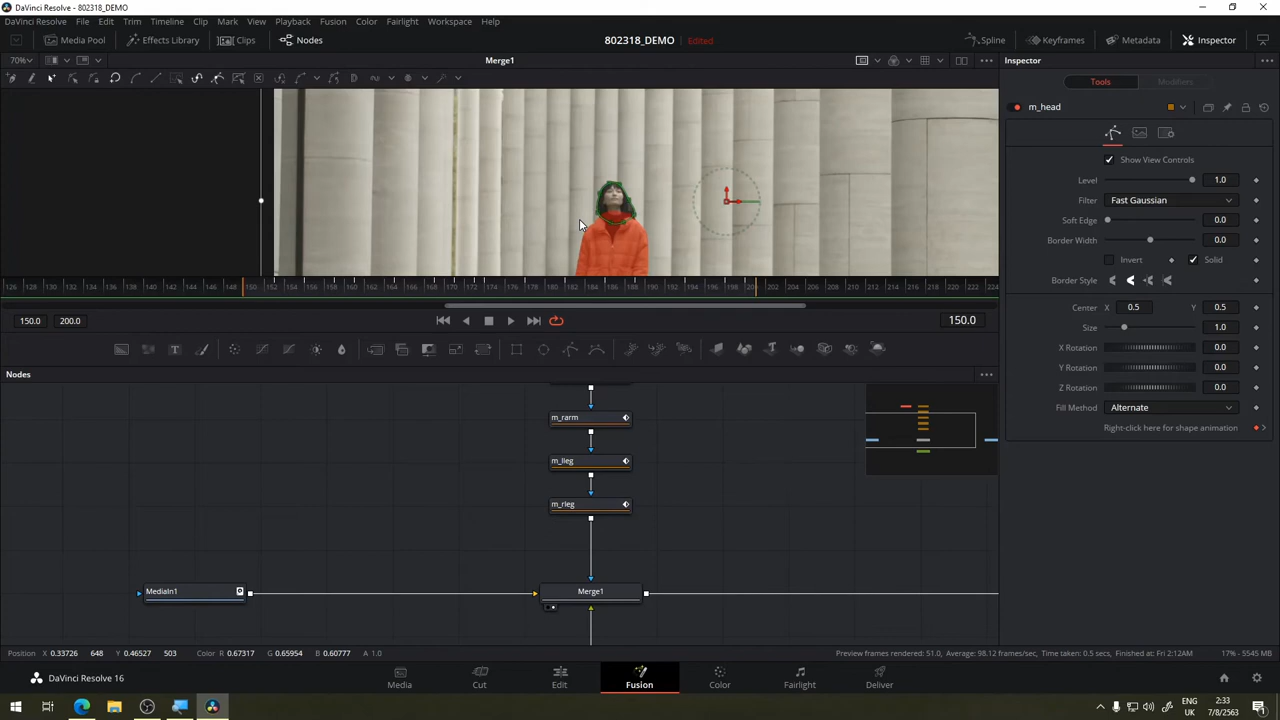 DaVinci Resolve - 802318_DEMO
DaVinci Resolve File Edit Trim Timeline Clip Mark View Playback Fusion Color Fairlight Workspace Help
Media Pool Effects Library Clips Nodes 802318_DEMO Edited Spline Keyframes Metadata Inspector
70% Merge1 Inspector
Tools Modifiers
m_head
Show View Controls
Level 1.0
Filter Fast Gaussian
Soft Edge 0.0
Border Width 0.0
Invert Solid
Border Style
Center X 0.5 Y 0.5
Size 1.0
X Rotation 0.0
Y Rotation 0.0
Z Rotation 0.0
Fill Method Alternate
Right-click here for shape animation
126 128 130 132 134 136 138 140 142 144 146 148 150 152 154 156 158 160 162 164 166 168 170 172 174 176 178 180 182 184 186 188 190 192 194 196 198 202 204 206 208 210 212 214 216 218 220 222 224
150.0 200.0 150.0
Nodes
m_rarm
m_lleg
m_rleg
MediaIn1 Merge1
Position X 0.33726 648 Y 0.46527 503 Color R 0.67317 G 0.65954 B 0.60777 A 1.0 Preview frames rendered: 51.0, Average: 98.12 frames/sec, Time taken: 0.5 secs, Finished at: Fri 2:12AM 17% - 5545 MB
DaVinci Resolve 16 Media Cut Edit Fusion Color Fairlight Deliver
ENG 2:33
UK 7/8/2563